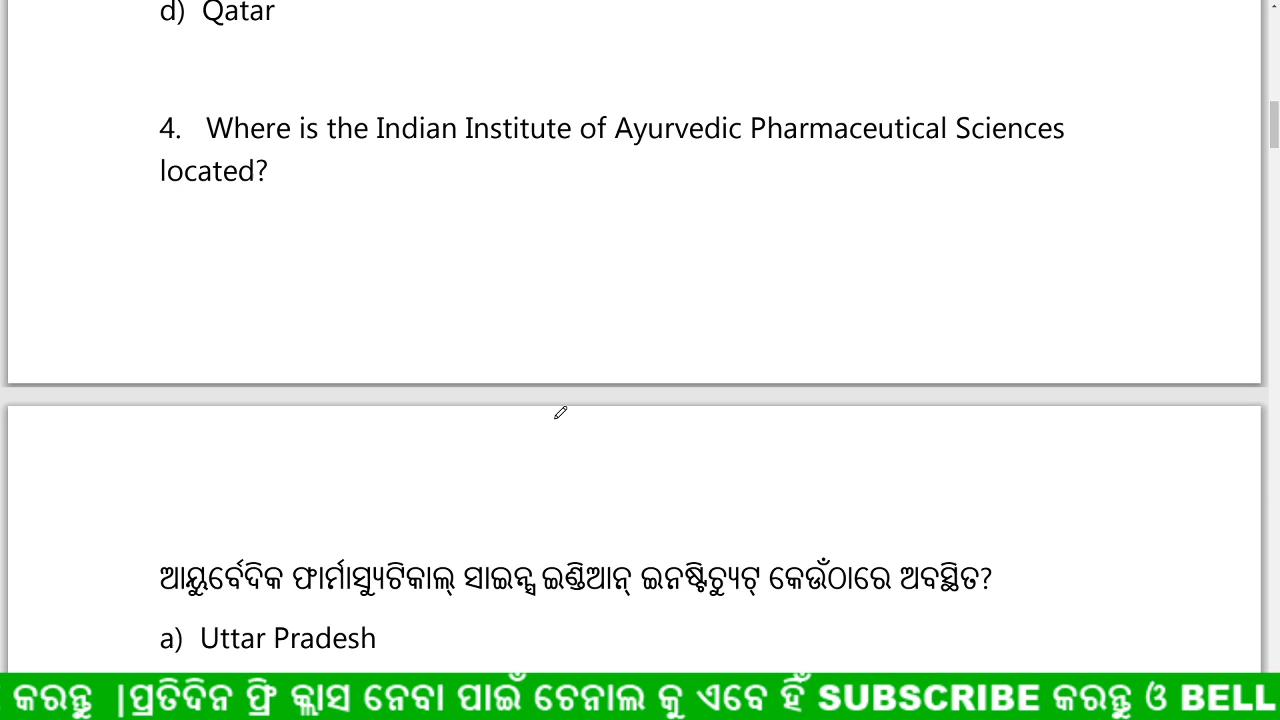 d) Qatar
4. Where is the Indian Institute of Ayurvedic Pharmaceutical Sciences
located?
ଆୟୁର୍ବେଦିକ ଫାର୍ମାସ୍ୟୁଟିକାଲ୍ ସାଇନ୍ସ ଇଣ୍ଡିଆନ୍ ଇନଷ୍ଟିଚ୍ୟୁଟ୍ କେଉଁଠାରେ ଅବସ୍ଥିତ?
a) Uttar Pradesh
କରନ୍ତୁ |ପ୍ରତିଦିନ ଫ୍ରି କ୍ଲାସ ନେବା ପାଇଁ ଚେନାଲ କୁ ଏବେ ହିଁ SUBSCRIBE କରନ୍ତୁ ଓ BELL